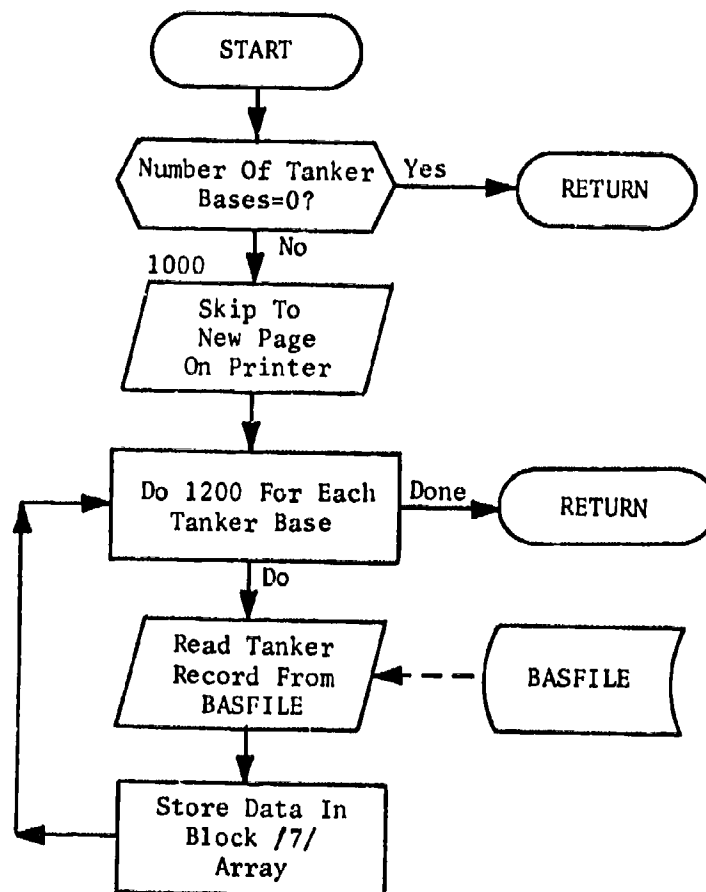 START
Number Of Tanker
Bases=0?
Yes
RETURN
No
1000
Skip To
New Page
On Printer
Do 1200 For Each
Tanker Base
Done
RETURN
Do
Read Tanker
Record From
BASFILE
BASFILE
Store Data In
Block /7/
Array